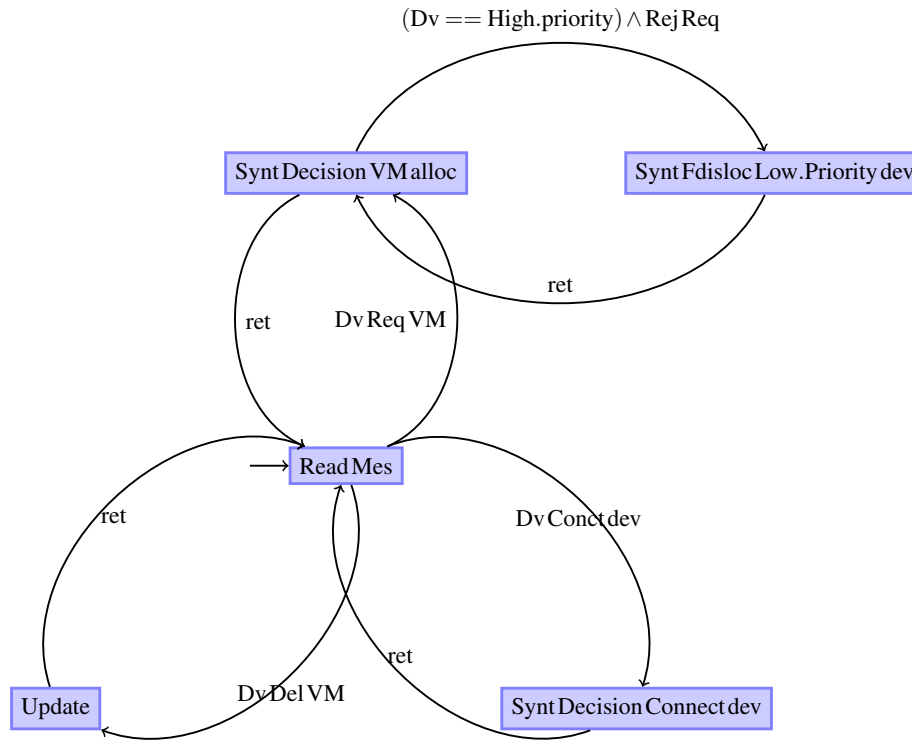 (Dv == High.priority) ∧ Rej Req
Synt Decision VM alloc
Synt Fdisloc Low.Priority dev
ret
ret
Dv Req VM
Read Mes
ret
Dv Conct dev
ret
Dv Del VM
Update
Synt Decision Connect dev